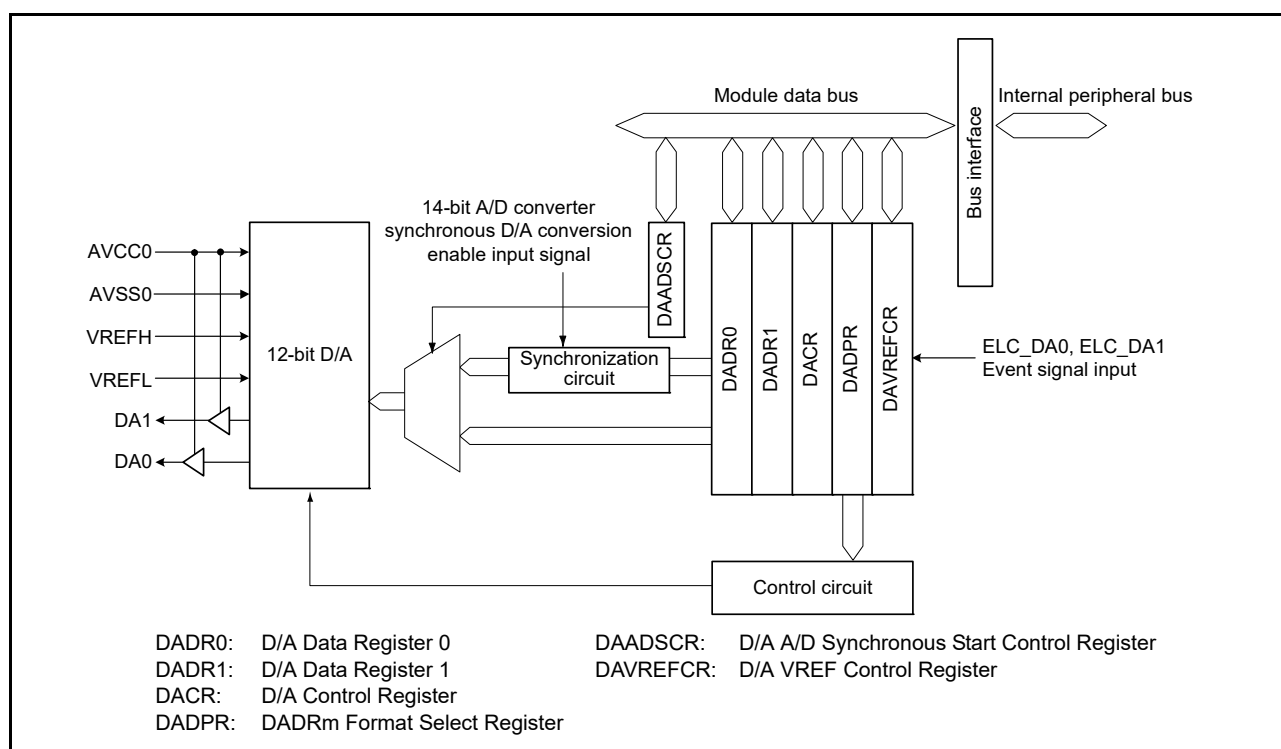 Module data bus
Internal peripheral bus
Bus interface
14-bit A/D converter
synchronous D/A conversion
enable input signal
DAADSCR
AVCC0
AVSS0
VREFH
VREFL
DA1
DA0
12-bit D/A
Synchronization
circuit
DADR0
DADR1
DACR
DADPR
DAVREFCR
ELC_DA0, ELC_DA1
Event signal input
Control circuit
DADR0: D/A Data Register 0
DADR1: D/A Data Register 1
DACR: D/A Control Register
DADPR: DADRm Format Select Register
DAADSCR: D/A A/D Synchronous Start Control Register
DAVREFCR: D/A VREF Control Register